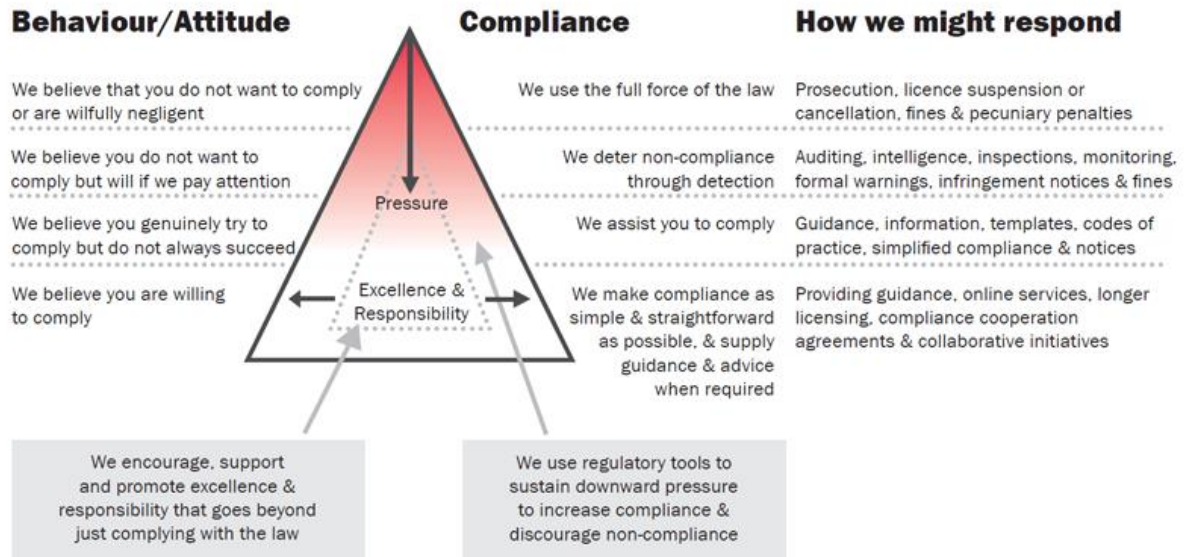 Behaviour/Attitude
Compliance
How we might respond
We believe that you do not want to comply
or are wilfully negligent
We use the full force of the law
Prosecution, licence suspension or
cancellation, fines & pecuniary penalties
We believe you do not want to
comply but will if we pay attention
We deter non-compliance
through detection
Auditing, intelligence, inspections, monitoring,
formal warnings, infringement notices & fines
Pressure
We believe you genuinely try to
comply but do not always succeed
We assist you to comply
Guidance, information, templates, codes of
practice, simplified compliance & notices
We believe you are willing
to comply
Excellence &
Responsibility
We make compliance as
simple & straightforward
as possible, & supply
guidance & advice
when required
Providing guidance, online services, longer
licensing, compliance cooperation
agreements & collaborative initiatives
We encourage, support
and promote excellence &
responsibility that goes beyond
just complying with the law
We use regulatory tools to
sustain downward pressure
to increase compliance &
discourage non-compliance